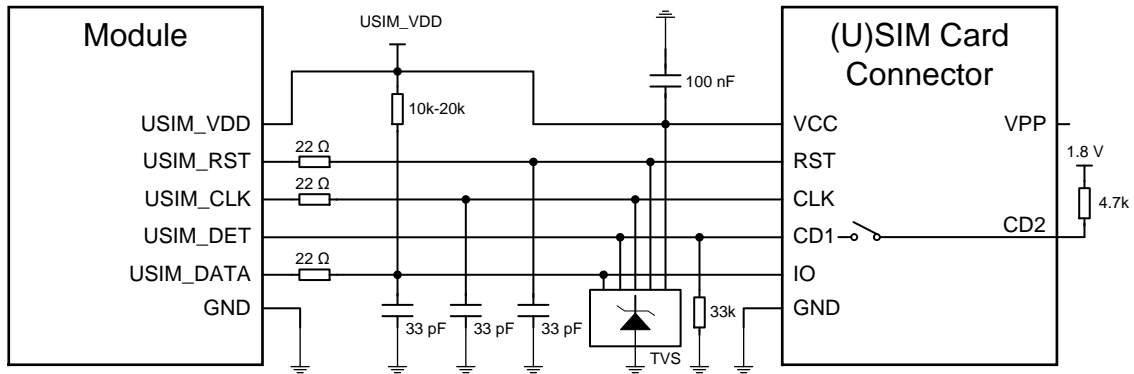 Module
USIM_VDD
(U)SIM Card
Connector
100 nF
10k-20k
USIM_VDD
VCC
VPP
22 Ω
USIM_RST
RST
1.8 V
22 Ω
USIM_CLK
CLK
4.7k
USIM_DET
CD1
CD2
22 Ω
USIM_DATA
IO
GND
33 pF
33 pF
33 pF
33k
GND
TVS